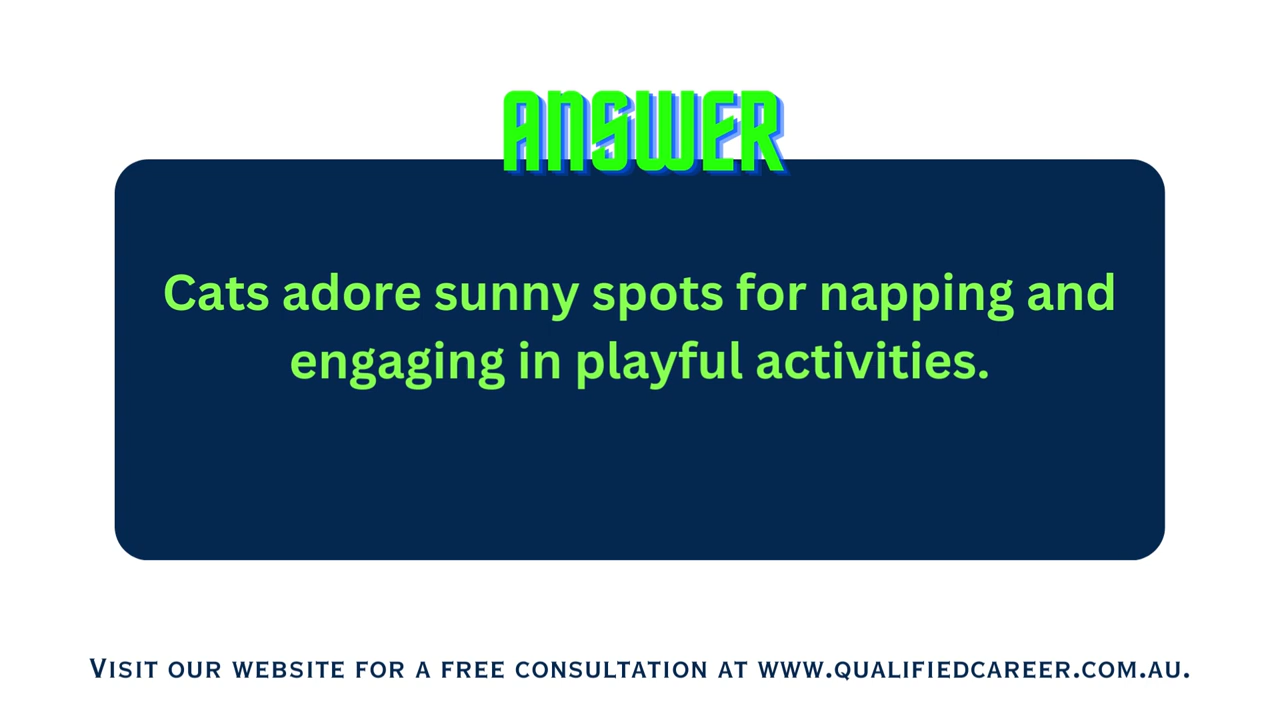 ANSWER
Cats adore sunny spots for napping and
engaging in playful activities.
Visit our website for a free consultation at www.qualifiedcareer.com.au.